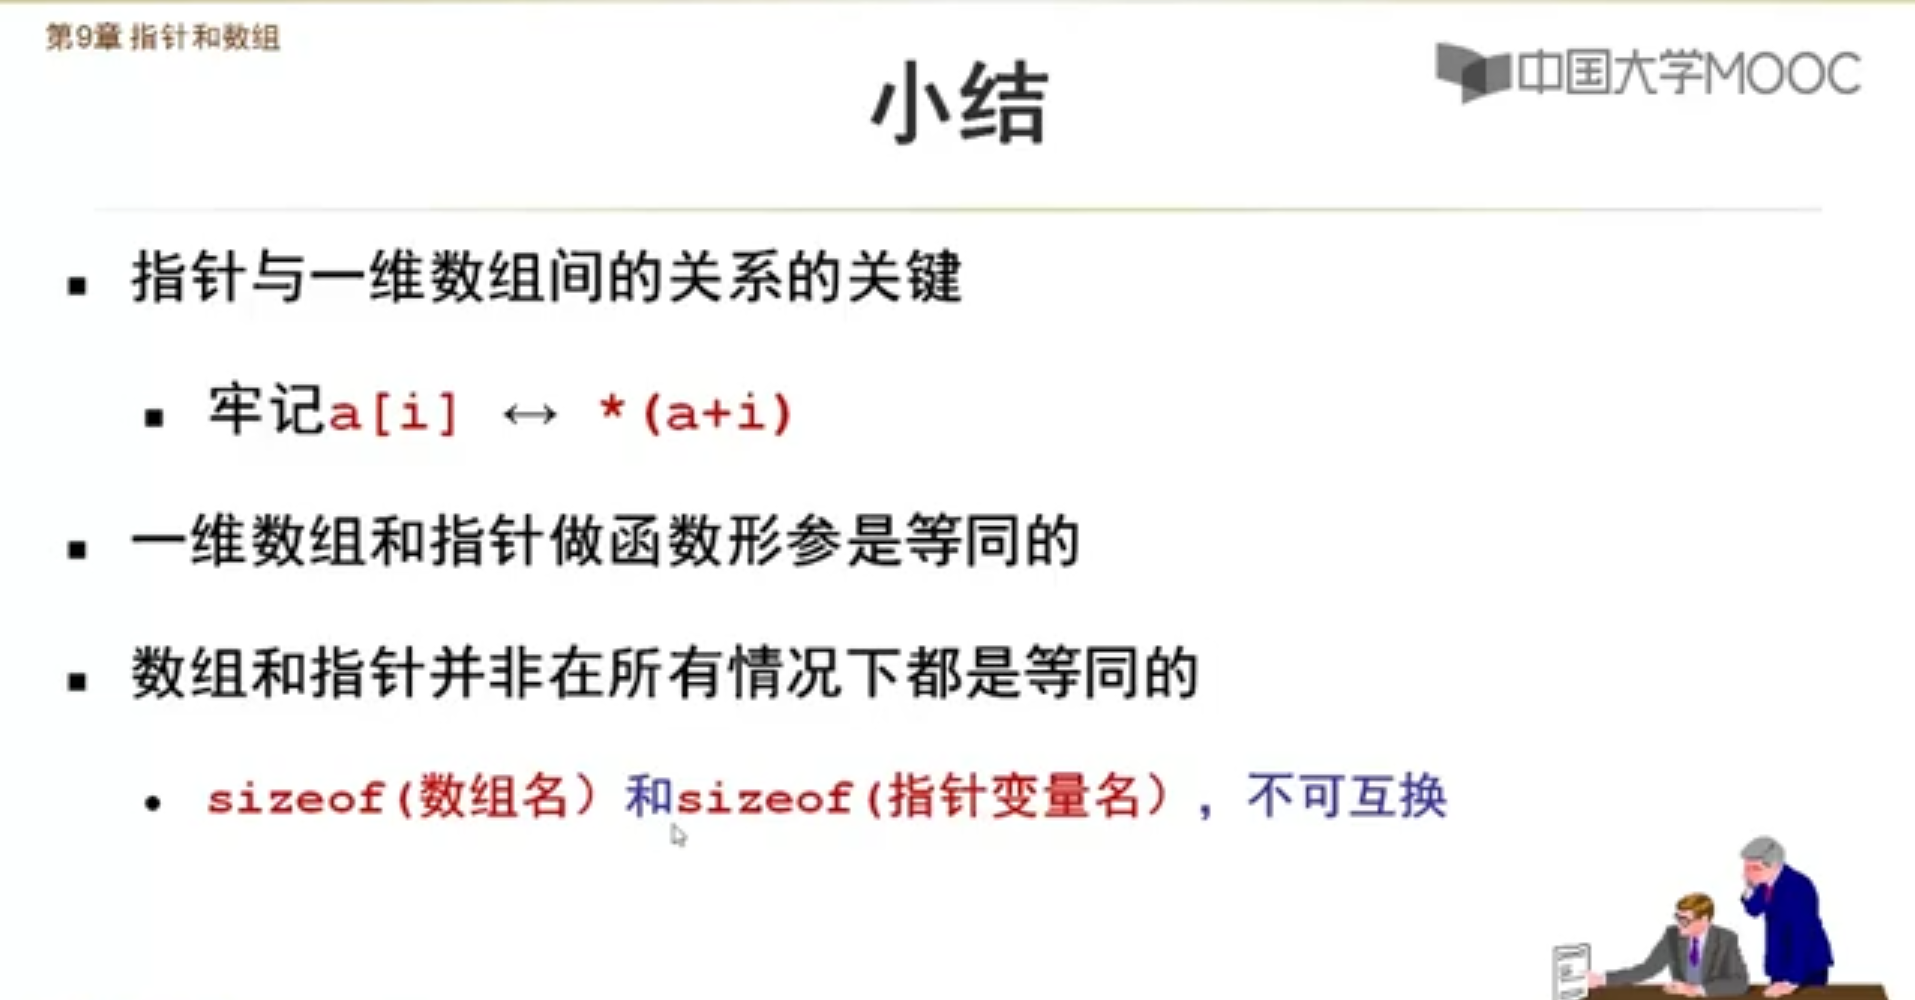 第9章 指针和数组
中国大学MOOC
小结
指针与一维数组间的关系的关键
牢记a[i] ↔ *(a+i)
一维数组和指针做函数形参是等同的
数组和指针并非在所有情况下都是等同的
sizeof(数组名）和sizeof(指针变量名），不可互换